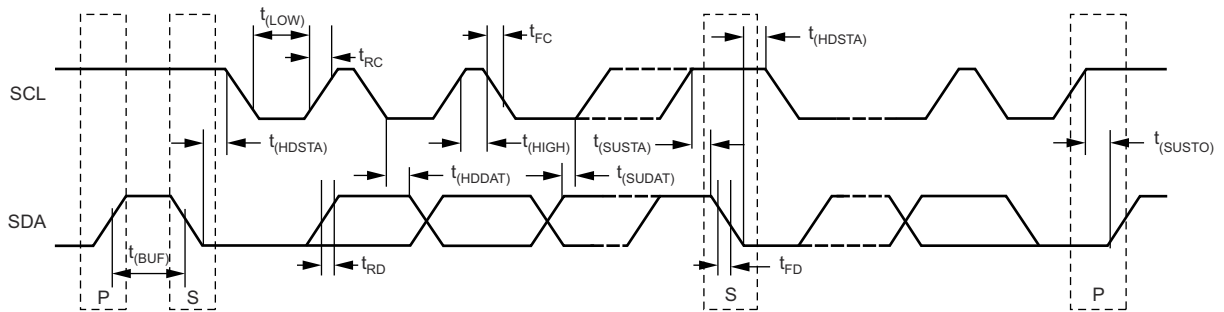 t(LOW)
tRC
tFC
t(HDSTA)
SCL
t(HDSTA)
t(HIGH)
t(SUSTA)
t(SUSTO)
t(HDDAT)
t(SUDAT)
SDA
t(BUF)
tRD
tFD
P
S
S
P